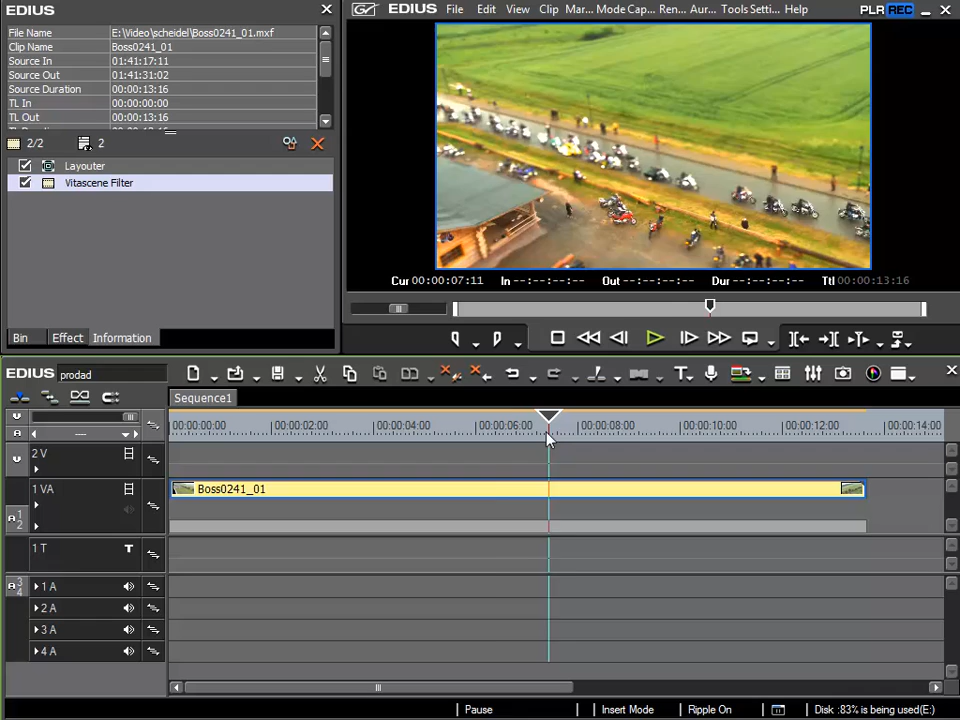 EDIUS
File Name E:\Video\scheidel\Boss0241_01.mxf
Clip Name Boss0241_01
Source In 01:41:17:11
Source Out 01:41:31:02
Source Duration 00:00:13:16
TL In 00:00:00:00
TL Out 00:00:13:16
2/2 2
Layouter
Vitascene Filter
Bin Effect Information
EDIUS File Edit View Clip Mar... Mode Cap... Ren... Aur... Tools Setti... Help PLR REC
Cur 00:00:07:11 In --:--:--:-- Out --:--:--:-- Dur --:--:--:-- Ttl 00:00:13:16
EDIUS prodad
Sequence1
00:00:00:00 00:00:02:00 00:00:04:00 00:00:06:00 00:00:08:00 00:00:10:00 00:00:12:00 00:00:14:00
2 V
1 VA Boss0241_01
1
2
1 T T
3
4
1 A
2 A
3 A
4 A
Pause Insert Mode Ripple On Disk :83% is being used(E:)